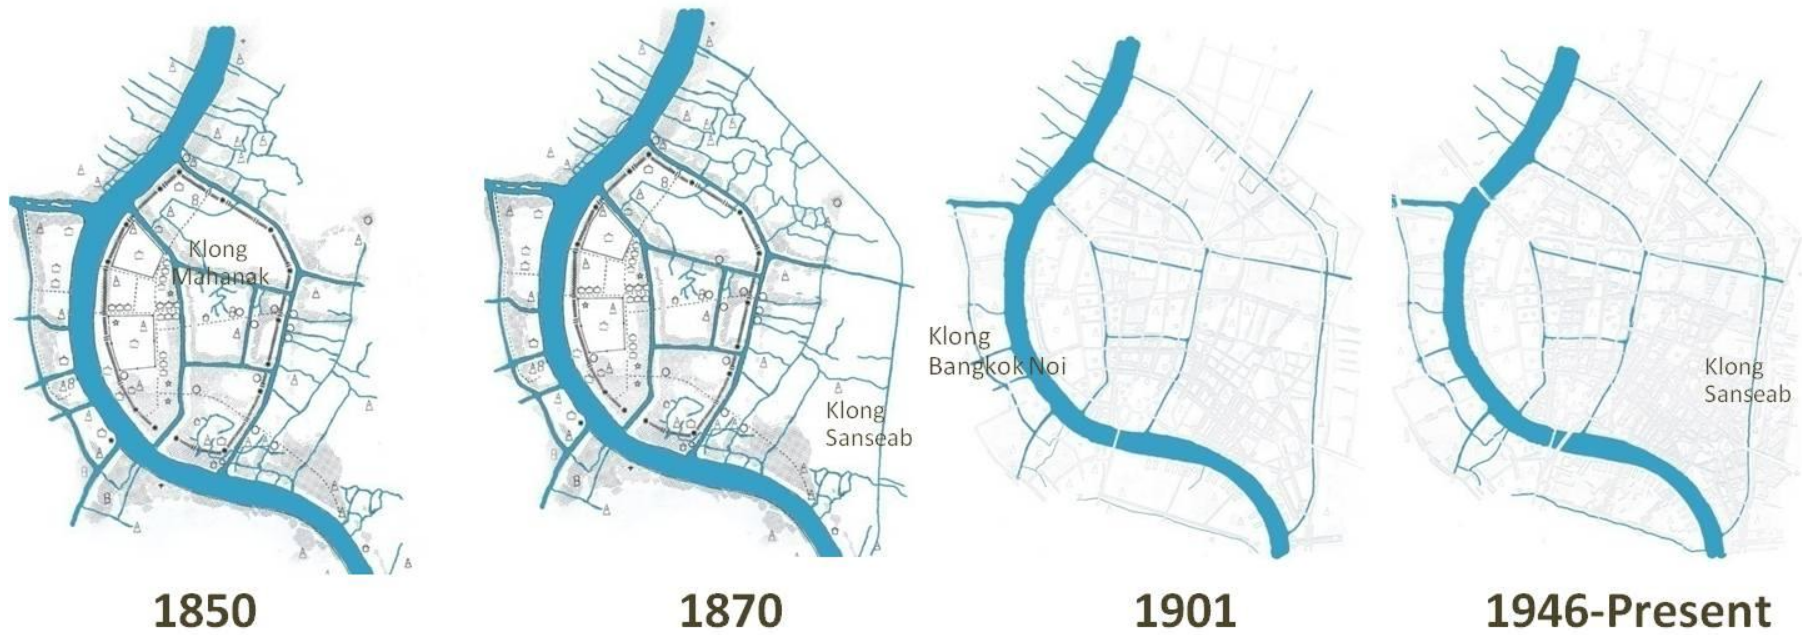 Klong
Mahanak
Klong
Sanseab
Klong
Bangkok Noi
Klong
Sanseab
1850
1870
1901
1946-Present